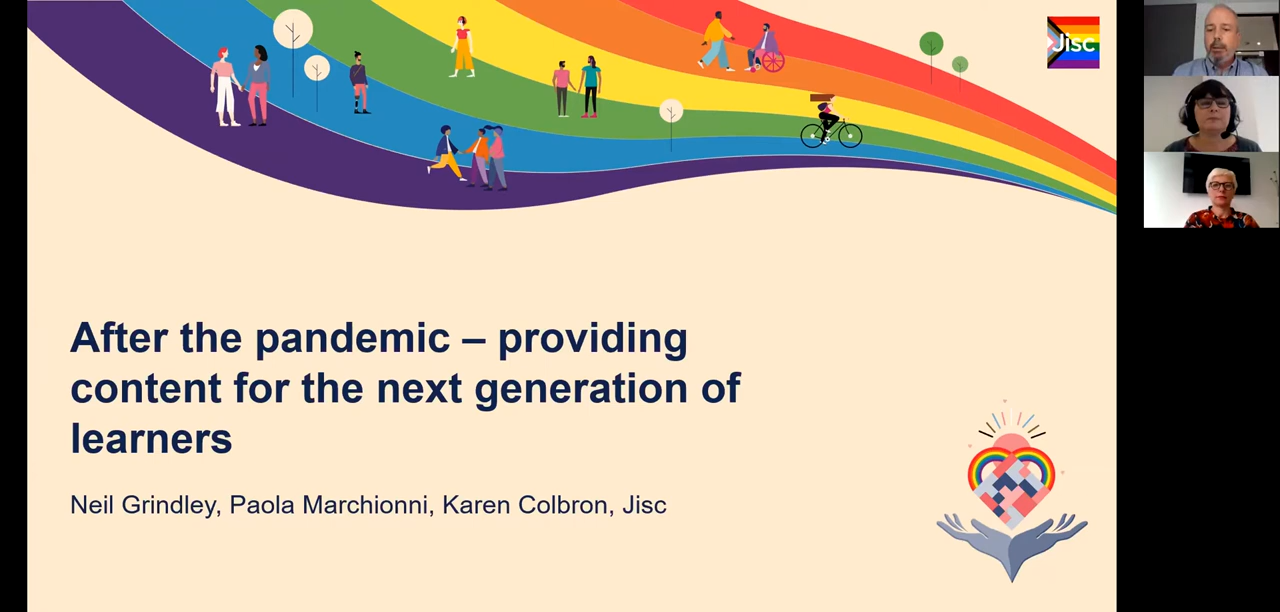 Jisc
After the pandemic – providing
content for the next generation of
learners
Neil Grindley, Paola Marchionni, Karen Colbron, Jisc